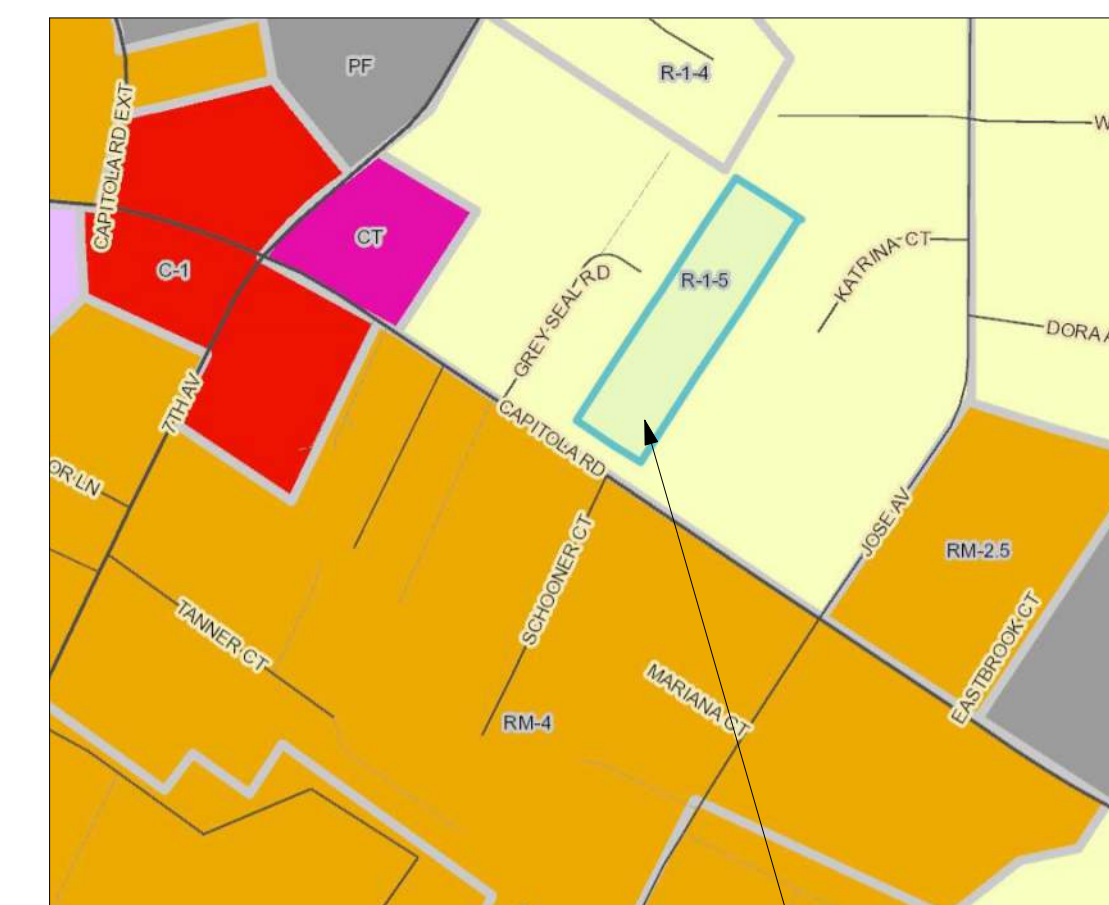 PF
R-1-4
CAPITOLA RD EXT
W
CT
KATRINA CT
C-1
R-1-5
GREY SEAL RD
DORA A
7TH AV
CAPITOLA RD
OR LN
JOSE AV
RM-2.5
SCHOONER CT
TANNER CT
EASTBROOK CT
MARIANA CT
RM-4